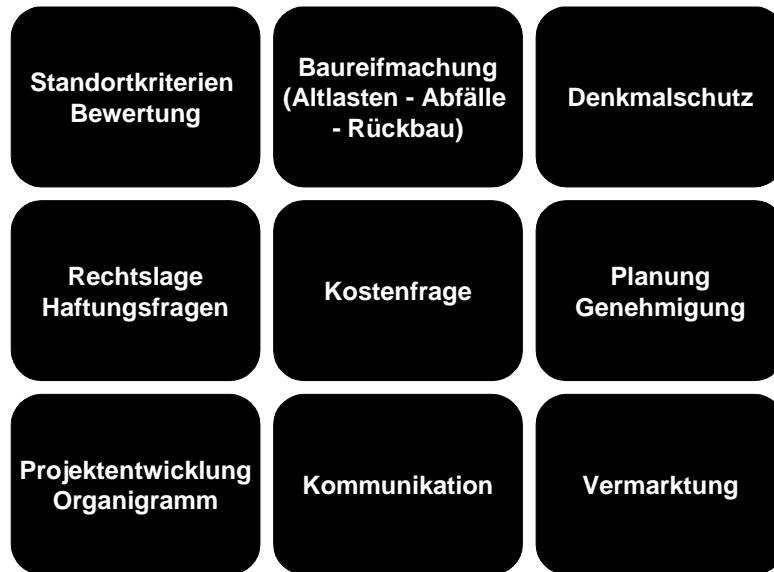 Standortkriterien
Bewertung
Baureifmachung
(Altlasten - Abfälle
- Rückbau)
Denkmalschutz
Rechtslage
Haftungsfragen
Kostenfrage
Planung
Genehmigung
Projektentwicklung
Organigramm
Kommunikation
Vermarktung